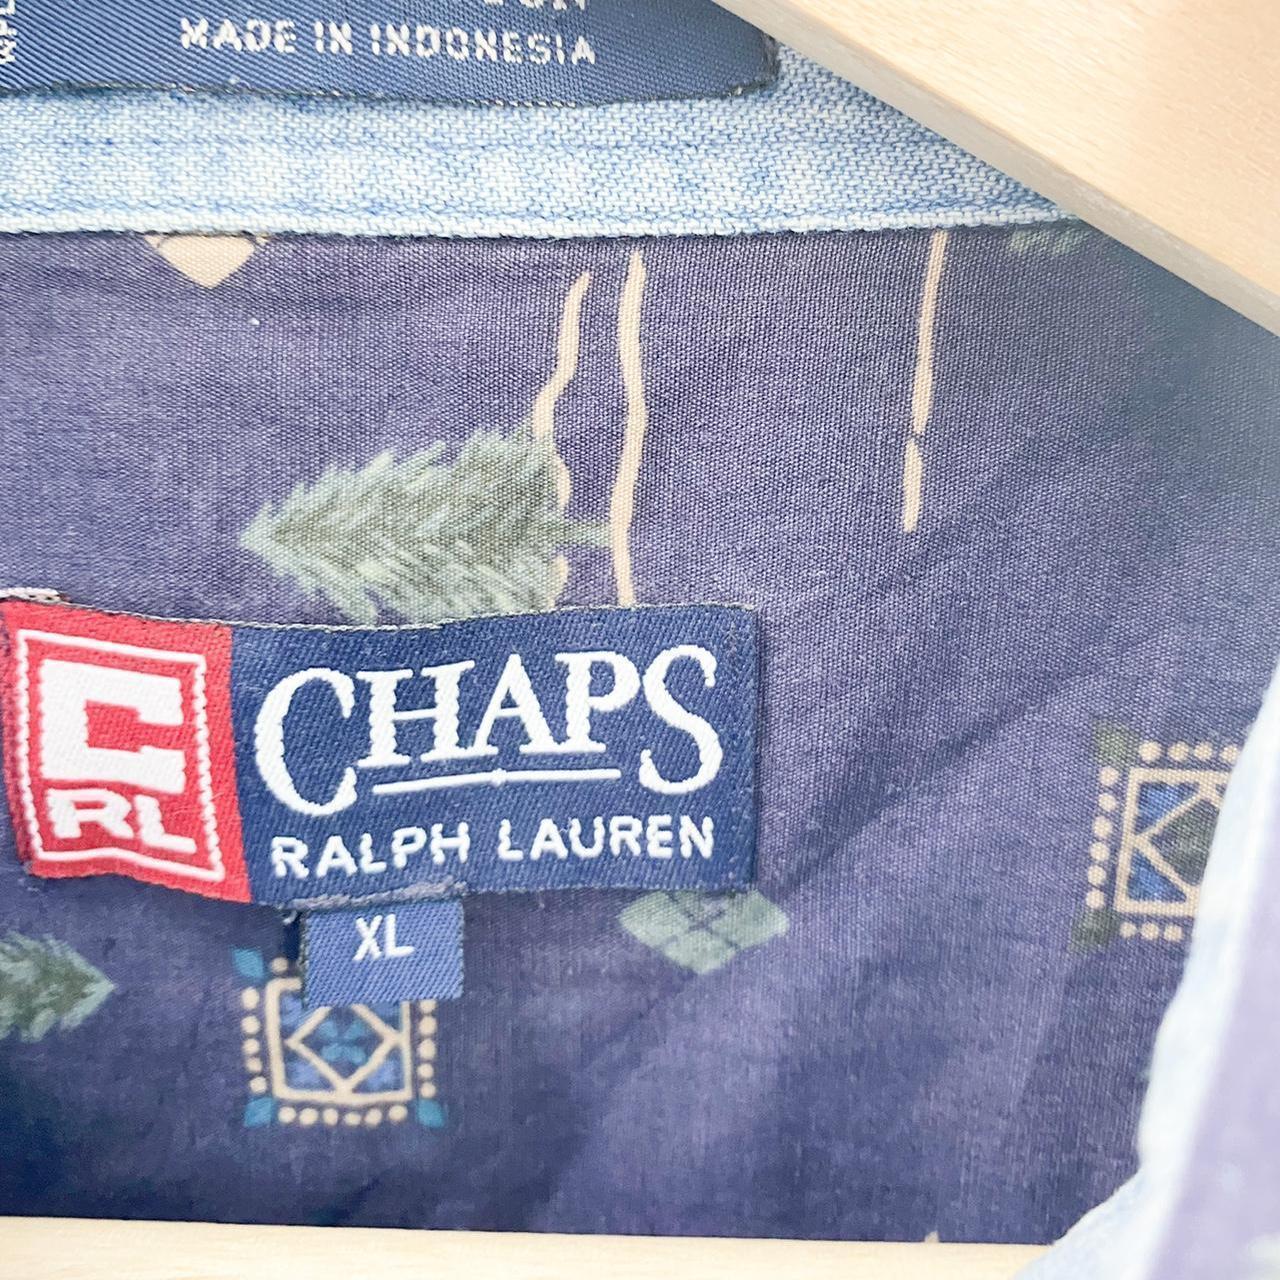 MADE IN INDONESIA
C
RL
CHAPS
RALPH LAUREN
XL